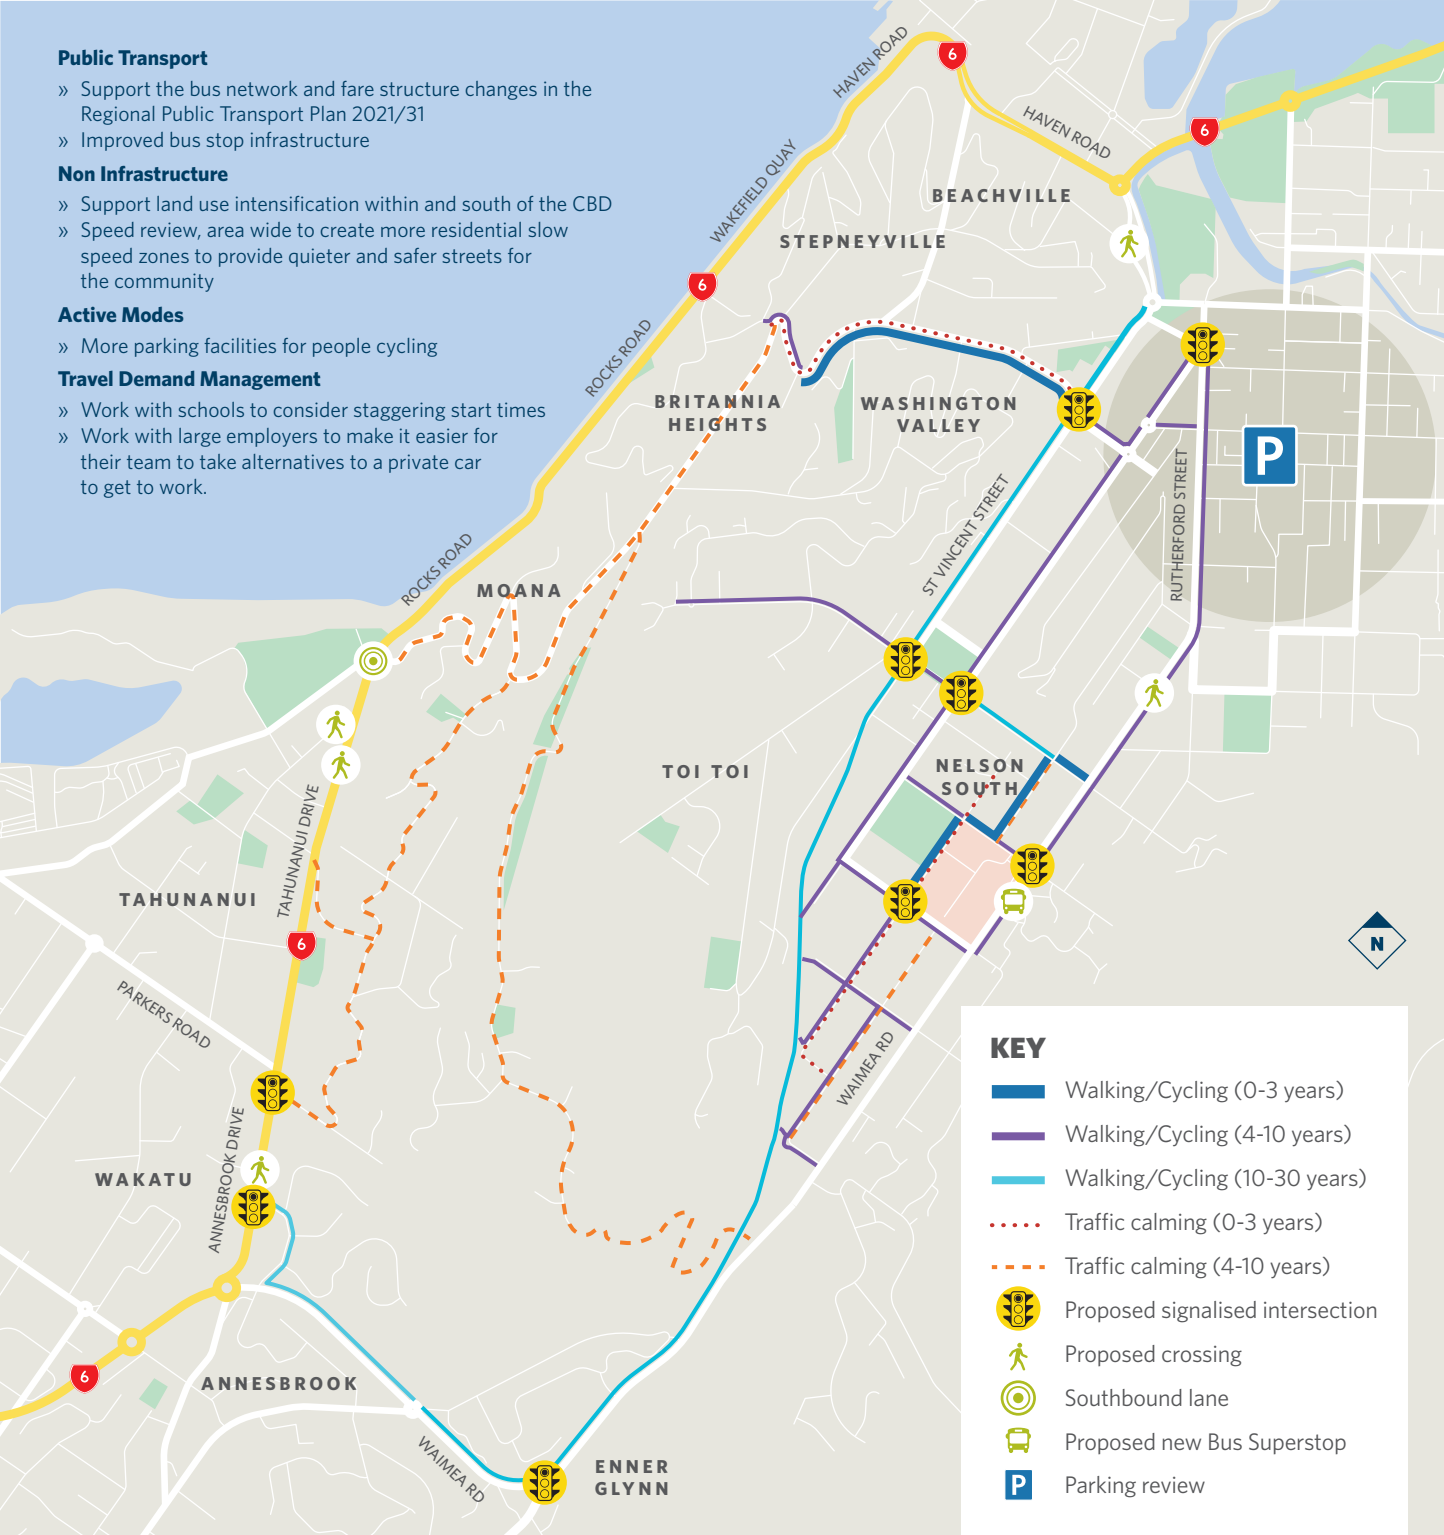 Public Transport
» Support the bus network and fare structure changes in the
Regional Public Transport Plan 2021/31
» Improved bus stop infrastructure
Non Infrastructure
» Support land use intensification within and south of the CBD
» Speed review, area wide to create more residential slow
speed zones to provide quieter and safer streets for
the community
Active Modes
» More parking facilities for people cycling
Travel Demand Management
» Work with schools to consider staggering start times
» Work with large employers to make it easier for
their team to take alternatives to a private car
to get to work.
HAVEN ROAD
6
HAVEN ROAD
6
WAKEFIELD QUAY
BEACHVILLE
STEPNEYVILLE
6
ROCKS ROAD
BRITANNIA
HEIGHTS
WASHINGTON
VALLEY
P
RUTHERFORD STREET
ST VINCENT STREET
ROCKS ROAD
MOANA
TOI TOI
NELSON
SOUTH
TAHUNANUI DRIVE
TAHUNANUI
6
N
PARKERS ROAD
WAIMEA RD
ANNESBROOK DRIVE
WAKATU
6
ANNESBROOK
WAIMEA RD
ENNER
GLYNN
KEY
Walking/Cycling (0-3 years)
Walking/Cycling (4-10 years)
Walking/Cycling (10-30 years)
Traffic calming (0-3 years)
Traffic calming (4-10 years)
Proposed signalised intersection
Proposed crossing
Southbound lane
Proposed new Bus Superstop
P Parking review